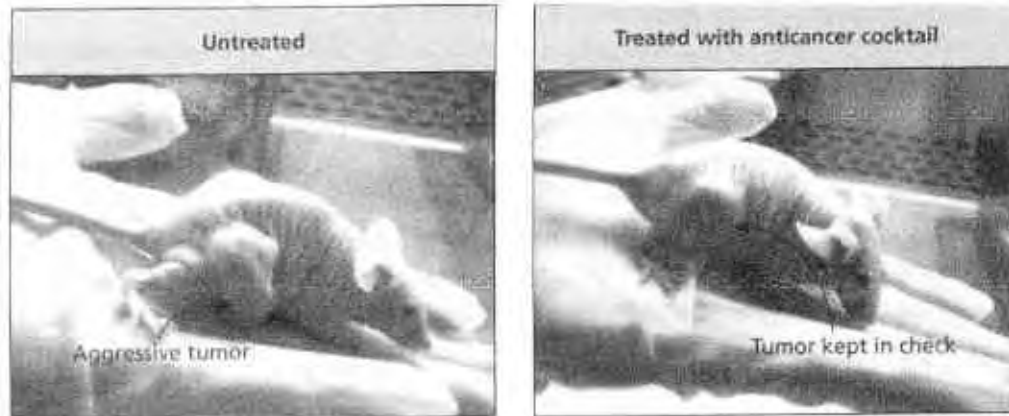 Untreated
Treated with anticancer cocktail
Aggressive tumor
Tumor kept in check